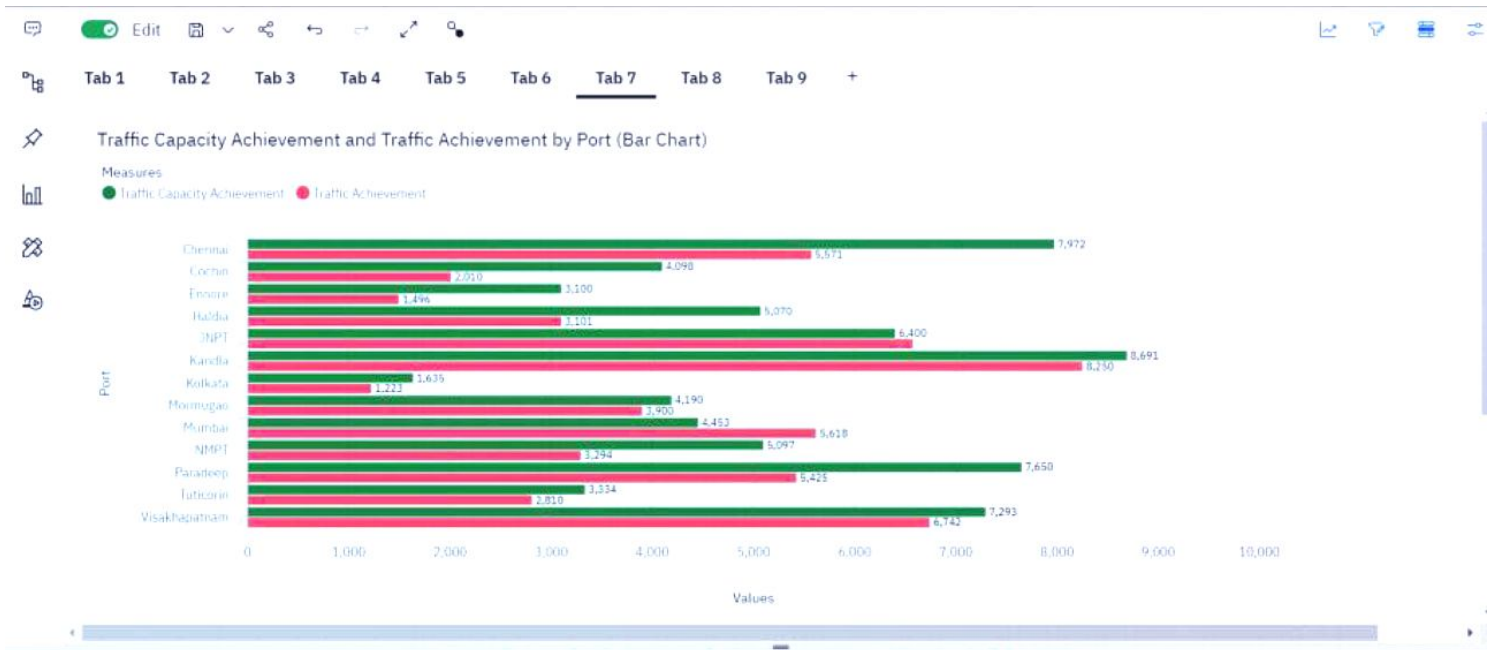 Edit
Tab 1 Tab 2 Tab 3 Tab 4 Tab 5 Tab 6 Tab 7 Tab 8 Tab 9 +
Traffic Capacity Achievement and Traffic Achievement by Port (Bar Chart)
Measures
Traffic Capacity Achievement Traffic Achievement
Port
Chennai 7,972
5,571
Cochin 4,098
2,010
Ennore 3,100
1,496
Haldia 5,070
3,101
JNPT 6,400
Kandla 8,691
8,250
Kolkata 1,635
1,223
Mormugao 4,190
3,900
Mumbai 4,453
5,618
NMPT 5,097
3,294
Paradeep 7,650
5,425
Tuticorin 3,334
2,810
Visakhapatnam 7,293
6,742
0 1,000 2,000 3,000 4,000 5,000 6,000 7,000 8,000 9,000 10,000
Values